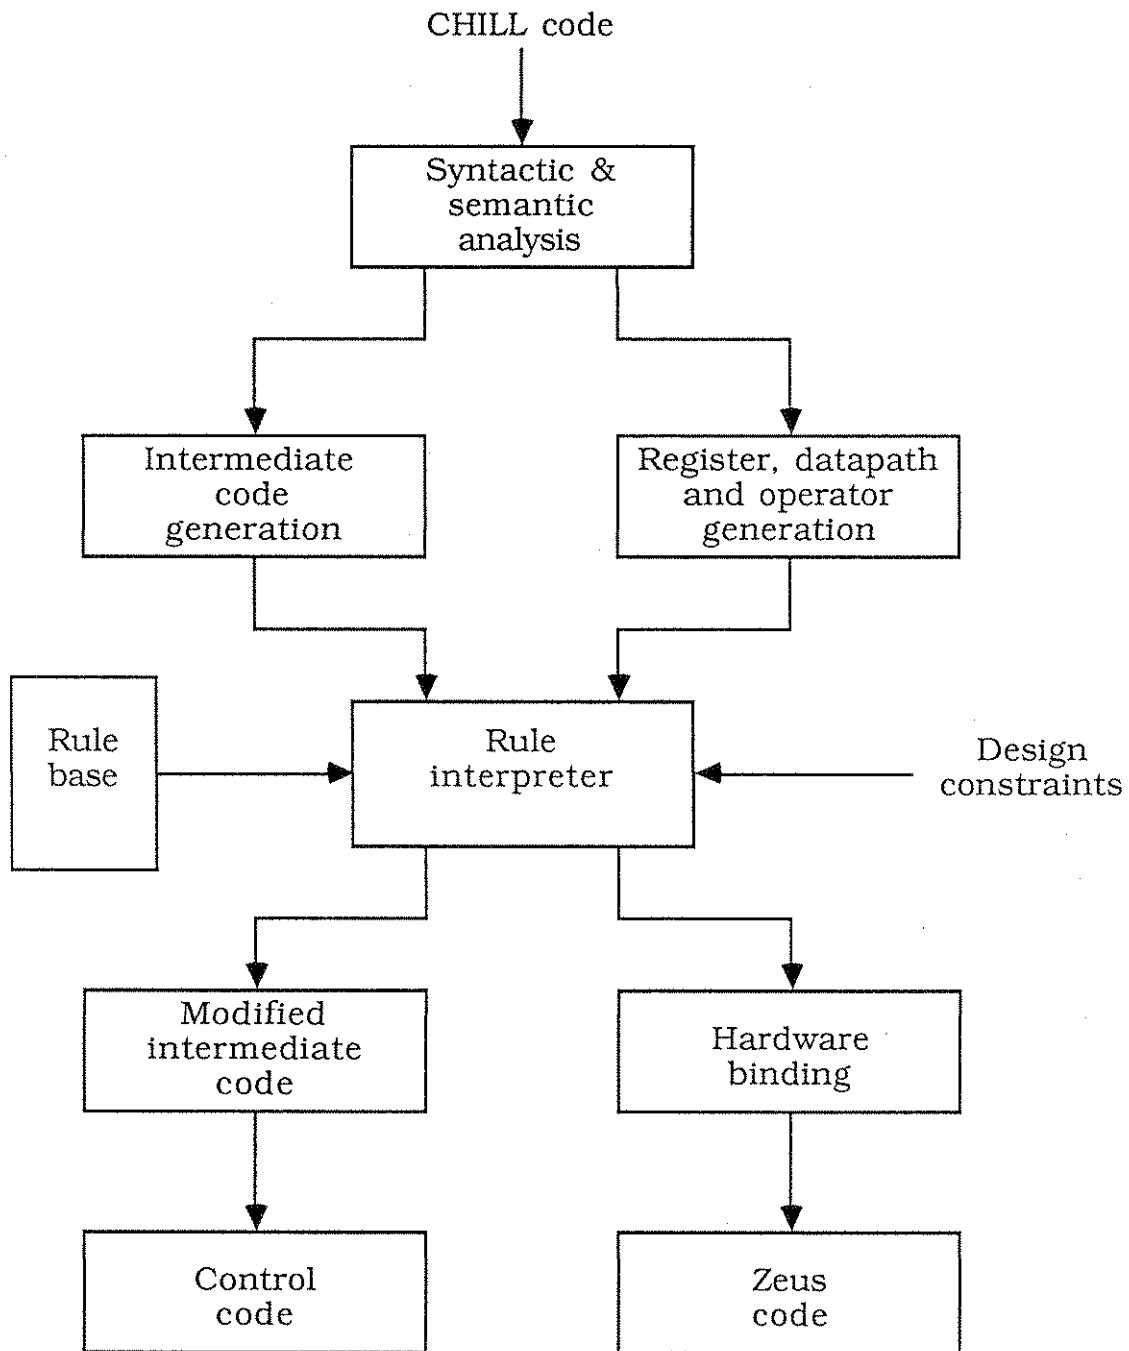 CHILL code
Syntactic &
semantic
analysis
Intermediate
code
generation
Register, datapath
and operator
generation
Rule
base
Rule
interpreter
Design
constraints
Modified
intermediate
code
Hardware
binding
Control
code
Zeus
code